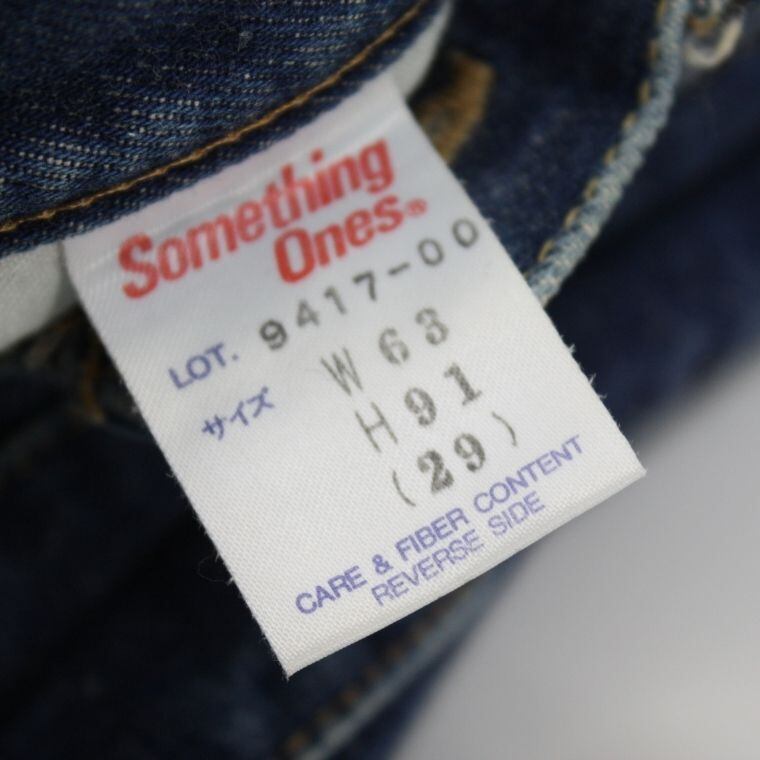 Something
Ones®
LOT. 9417-00
サイズ W 63
H 91
(29)
CARE & FIBER CONTENT
REVERSE SIDE